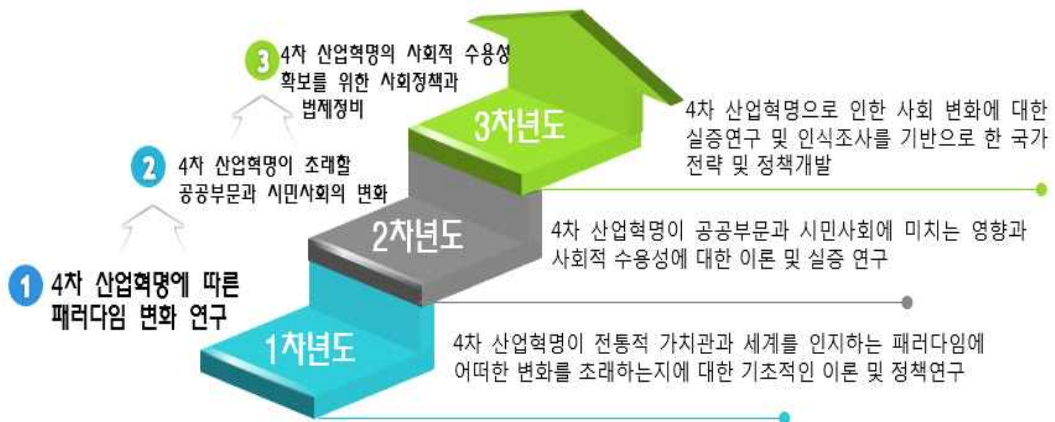 3
4차 산업혁명의 사회적 수용성
확보를 위한 사회정책과
법제정비
3차년도
4차 산업혁명으로 인한 사회 변화에 대한
실증연구 및 인식조사를 기반으로 한 국가
전략 및 정책개발
2
4차 산업혁명이 초래할
공공부문과 시민사회의 변화
2차년도
4차 산업혁명이 공공부문과 시민사회에 미치는 영향과
사회적 수용성에 대한 이론 및 실증 연구
1
4차 산업혁명에 따른
패러다임 변화 연구
1차년도
4차 산업혁명이 전통적 가치관과 세계를 인지하는 패러다임에
어떠한 변화를 초래하는지에 대한 기초적인 이론 및 정책연구